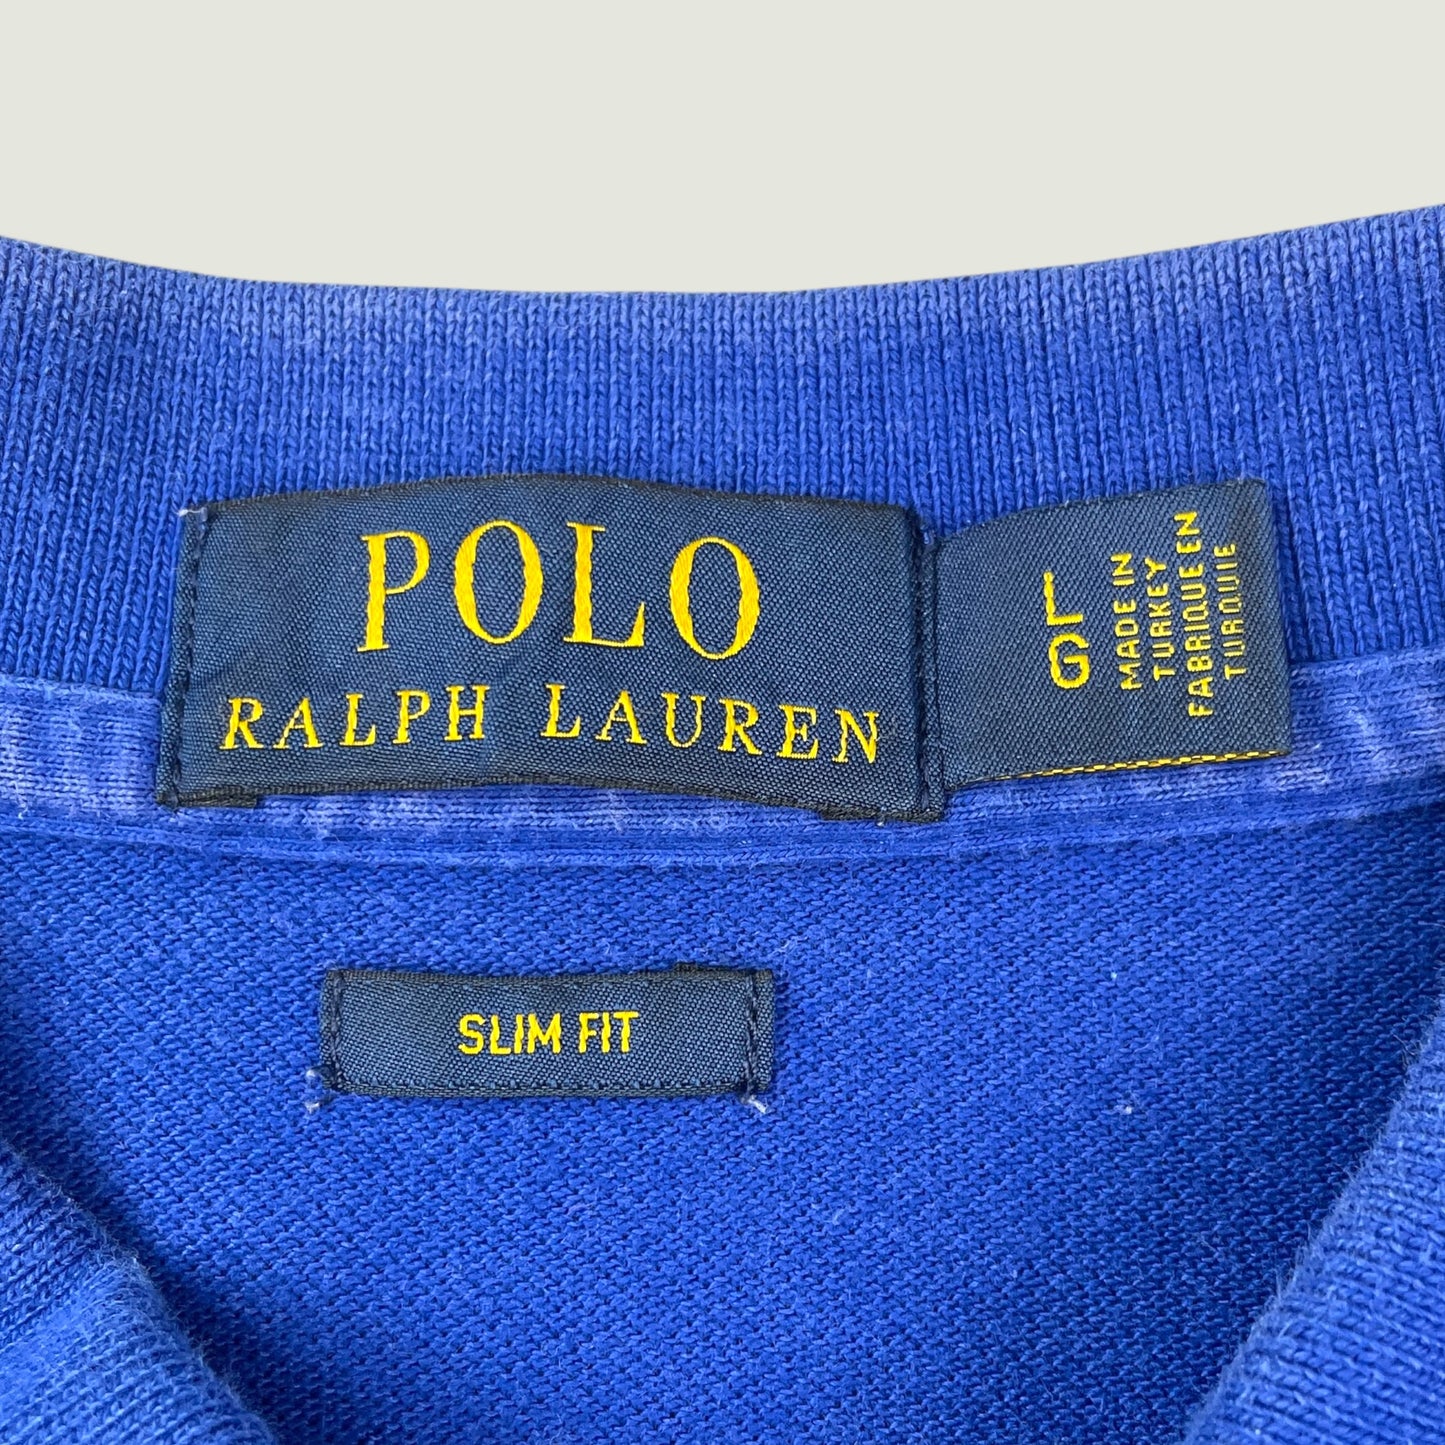 POLO
RALPH LAUREN
L
G
MADE IN
TURKEY
FABRIQUE EN
TURQUIE
SLIM FIT